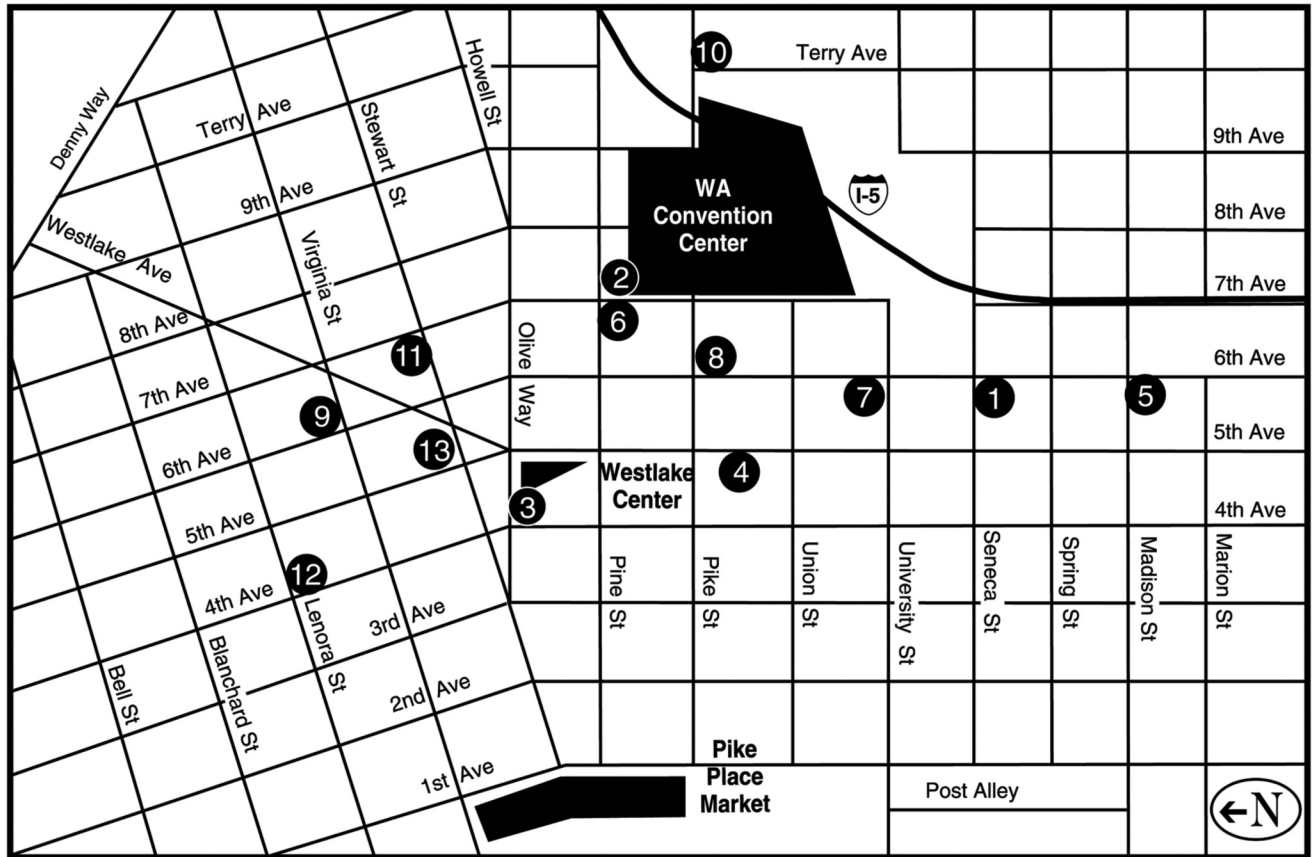 Denny Way
Howell St
Terry Ave
10
Terry Ave
Stewart St
9th Ave
9th Ave
WA
Convention
Center
I-5
8th Ave
Westlake Ave
Virginia St
2
7th Ave
8th Ave
6
Olive Way
11
8
6th Ave
7th Ave
7
1
5
9
5th Ave
13
6th Ave
Westlake
Center
4
3
4th Ave
5th Ave
12
4th Ave
Pine St
Pike St
Union St
University St
Seneca St
Spring St
Madison St
Marion St
3rd Ave
Lenora St
Blanchard St
Bell St
2nd Ave
1st Ave
Pike
Place
Market
Post Alley
N